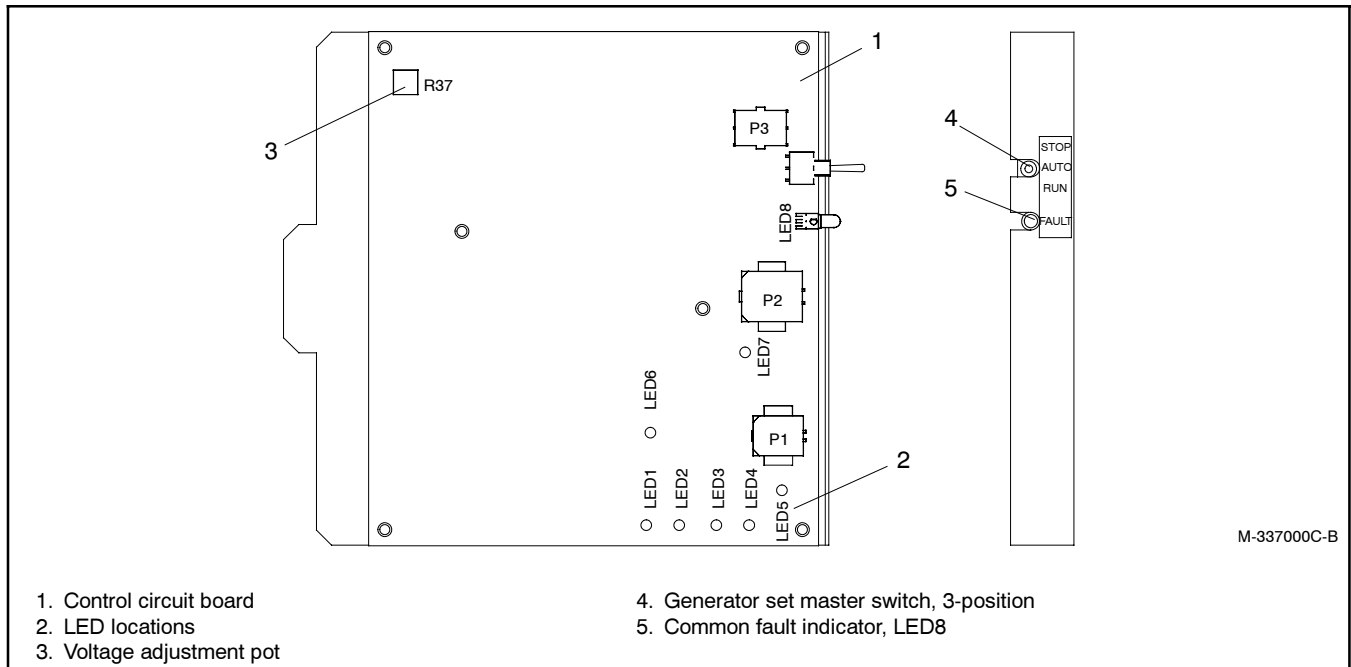 1
R37
P3
3
4
STOP
AUTO
RUN
5
FAULT
LED8
P2
LED7
LED6
P1
2
LED1
LED2
LED3
LED4
LED5
M-337000C-B
1. Control circuit board
2. LED locations
3. Voltage adjustment pot
4. Generator set master switch, 3-position
5. Common fault indicator, LED8